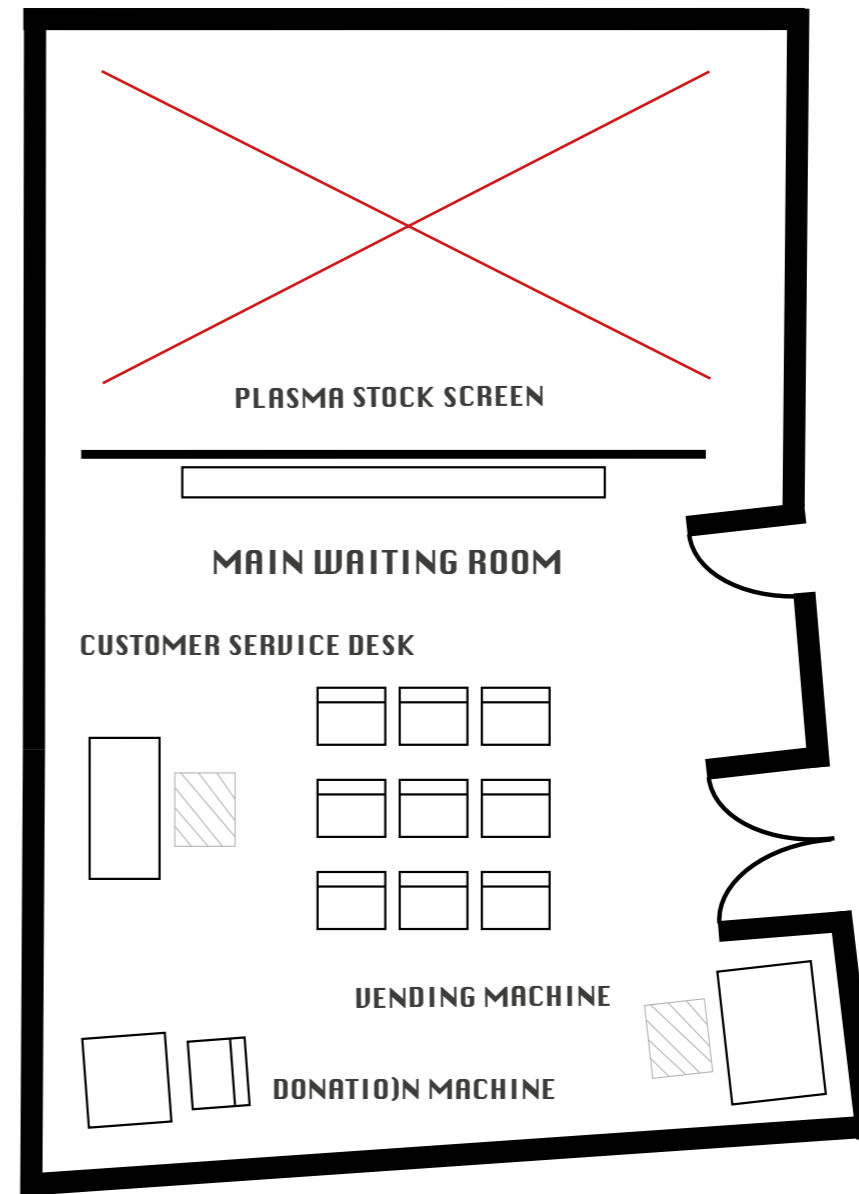 PLASMA STOCK SCREEN
MAIN WAITING ROOM
CUSTOMER SERVICE DESK
VENDING MACHINE
DONATIO)N MACHINE